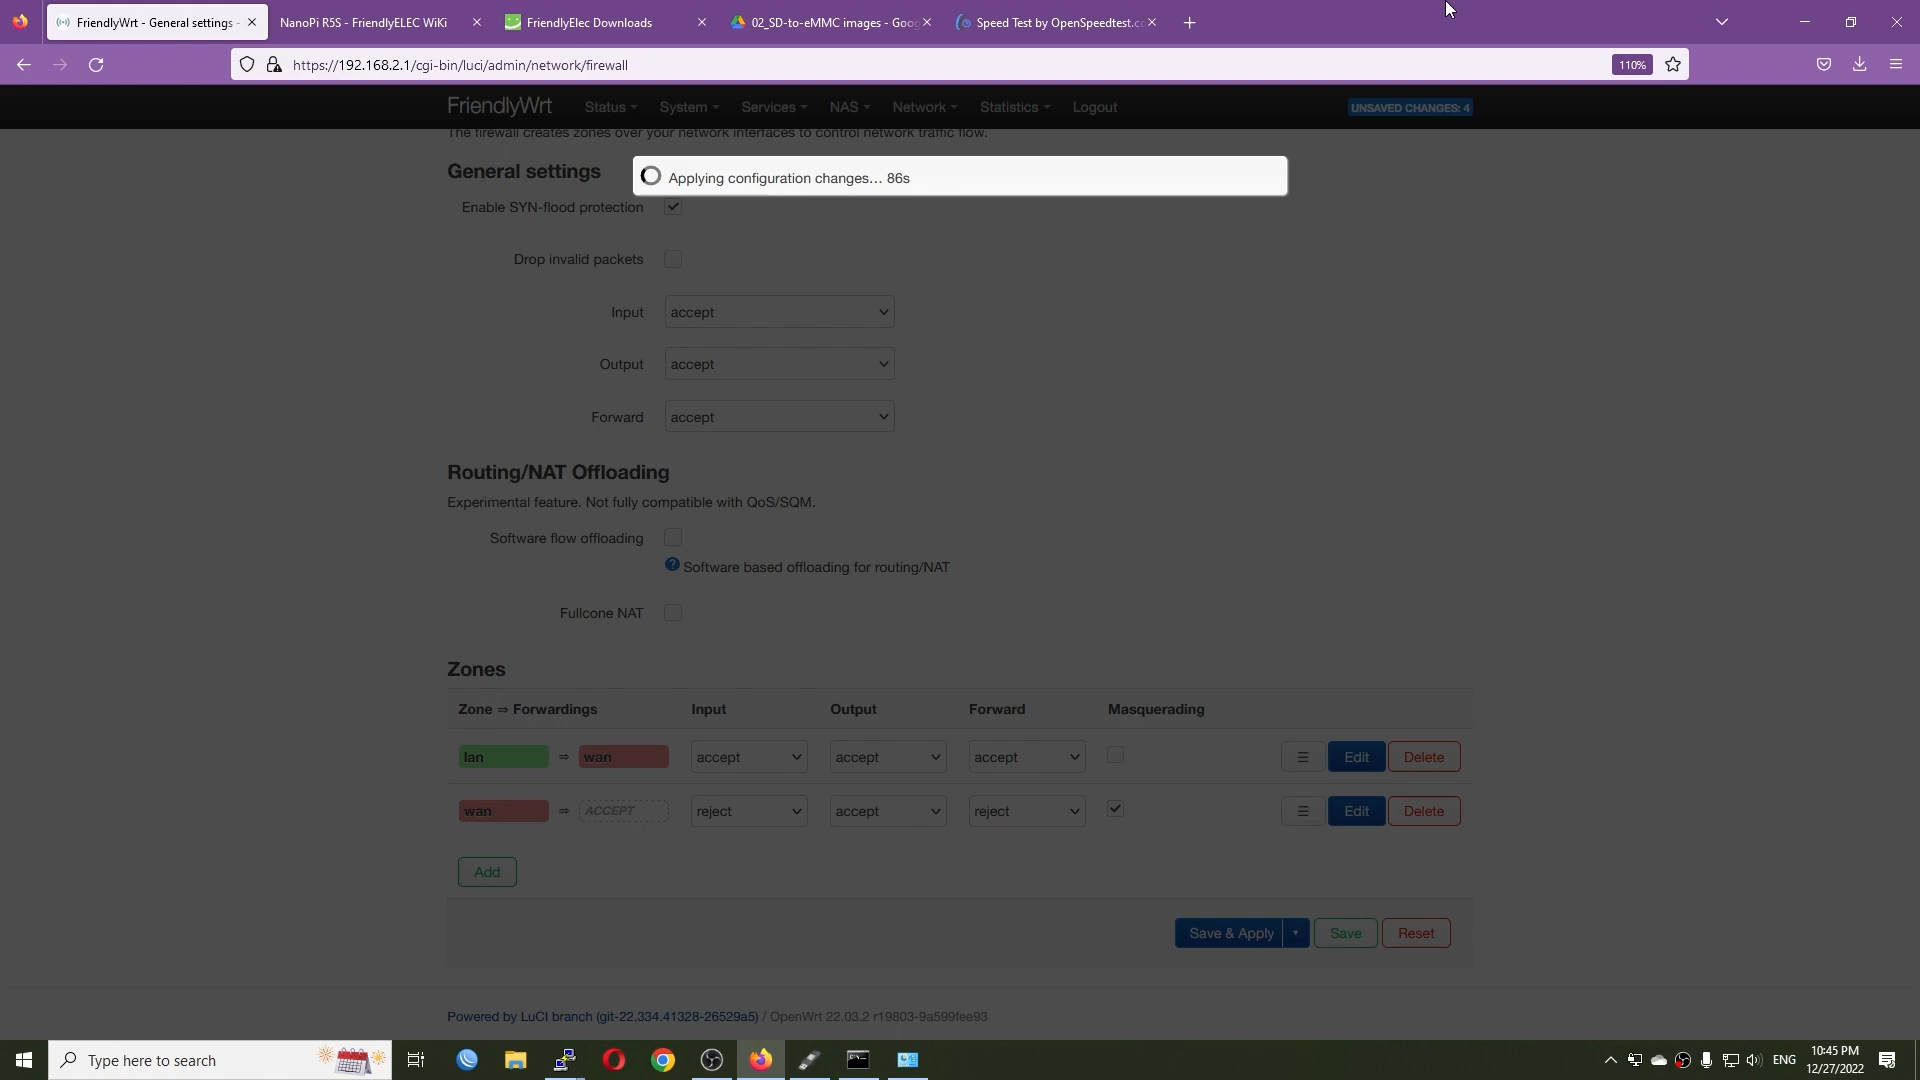 FriendlyWrt - General settings -
NanoPi R5S - FriendlyELEC WiKi
FriendlyElec Downloads
02_SD-to-eMMC images - Goog
Speed Test by OpenSpeedtest.co
https://192.168.2.1/cgi-bin/luci/admin/network/firewall
110%
FriendlyWrt
Status
System
Services
NAS
Network
Statistics
Logout
UNSAVED CHANGES: 4
The firewall creates zones over your network interfaces to control network traffic flow.
General settings
Applying configuration changes… 86s
Enable SYN-flood protection
Drop invalid packets
Input accept
Output accept
Forward accept
Routing/NAT Offloading
Experimental feature. Not fully compatible with QoS/SQM.
Software flow offloading
? Software based offloading for routing/NAT
Fullcone NAT
Zones
Zone ⇒ Forwardings Input Output Forward Masquerading
lan ⇒ wan accept accept accept ☰ Edit Delete
wan ⇒ ACCEPT reject accept reject ☰ Edit Delete
Add
Save & Apply Save Reset
Powered by LuCI branch (git-22.334.41328-26529a5) / OpenWrt 22.03.2 r19803-9a599fee93
Type here to search
ENG
10:45 PM
12/27/2022